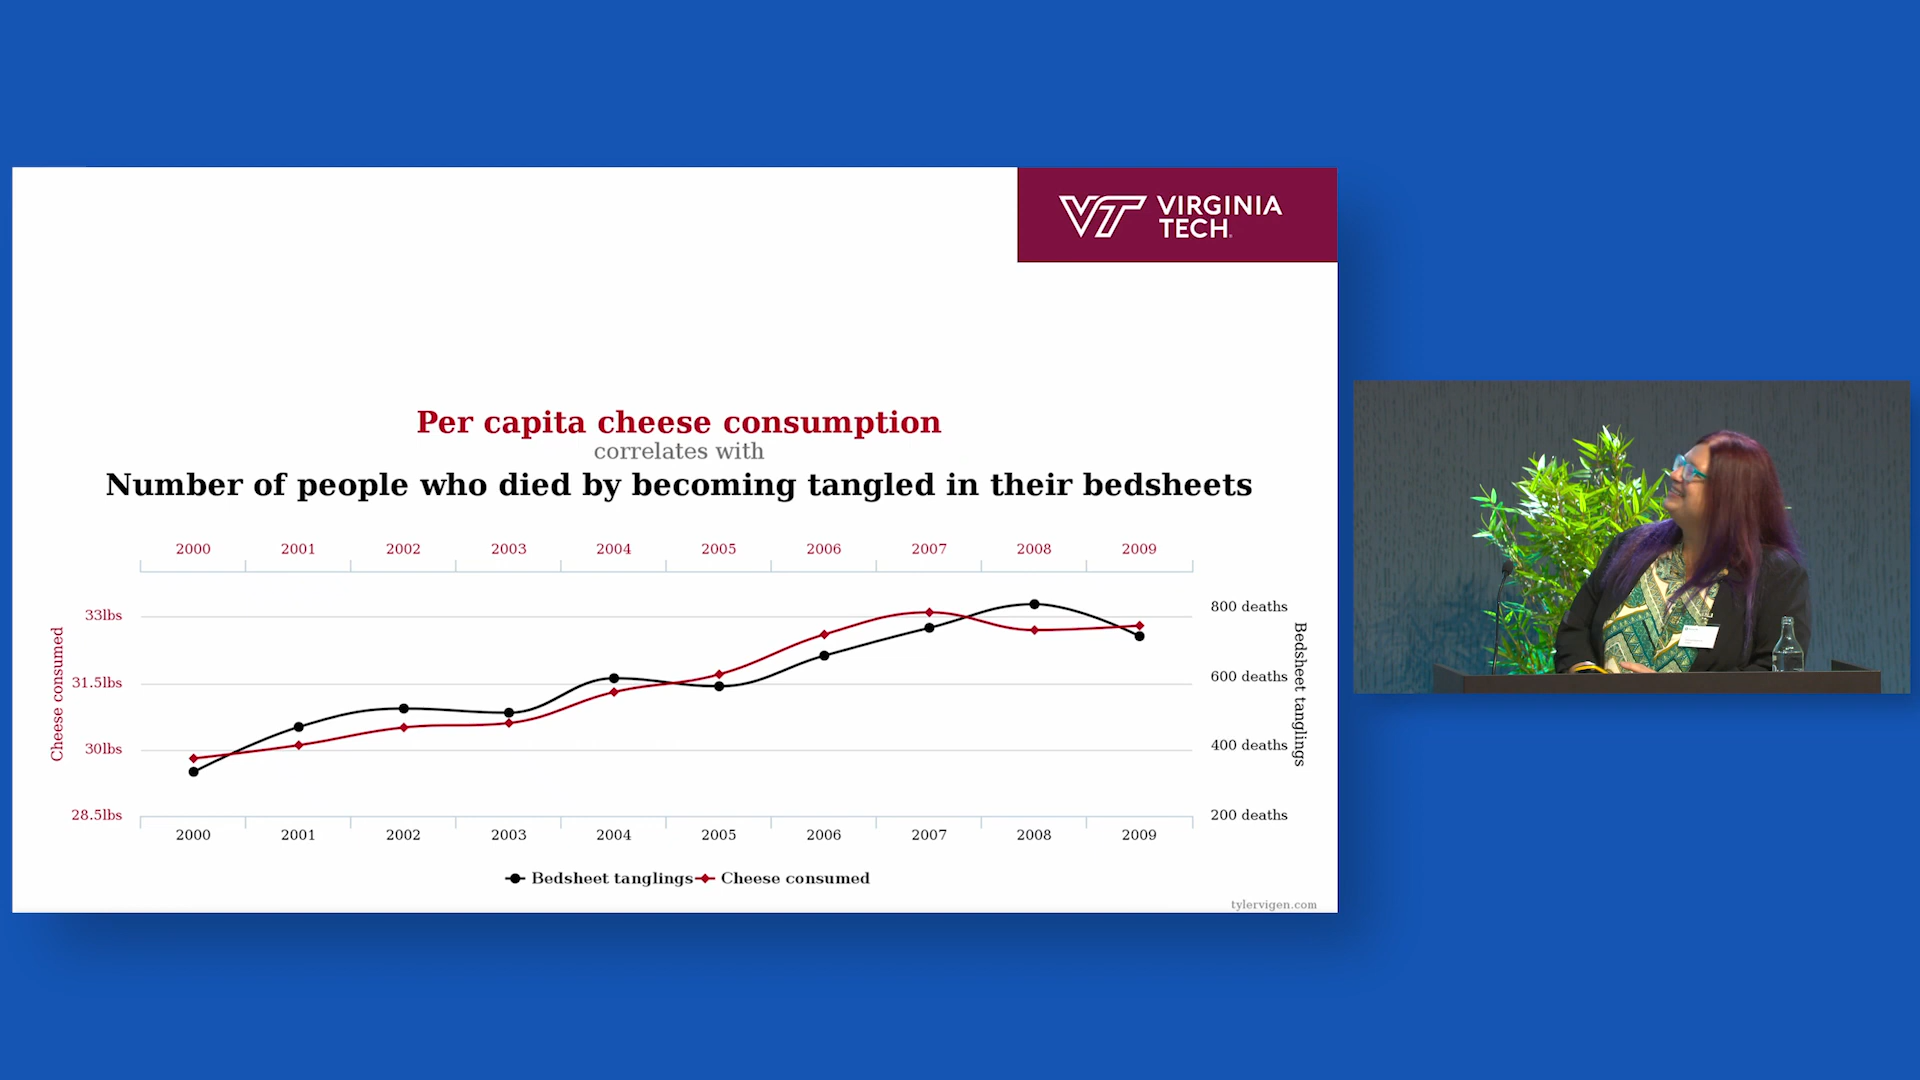 VT VIRGINIA
TECH
Per capita cheese consumption
correlates with
Number of people who died by becoming tangled in their bedsheets
2000 2001 2002 2003 2004 2005 2006 2007 2008 2009
33lbs
31.5lbs
30lbs
28.5lbs
Cheese consumed
800 deaths
600 deaths
400 deaths
200 deaths
Bedsheet tanglings
2000 2001 2002 2003 2004 2005 2006 2007 2008 2009
Bedsheet tanglings Cheese consumed
tylervigen.com